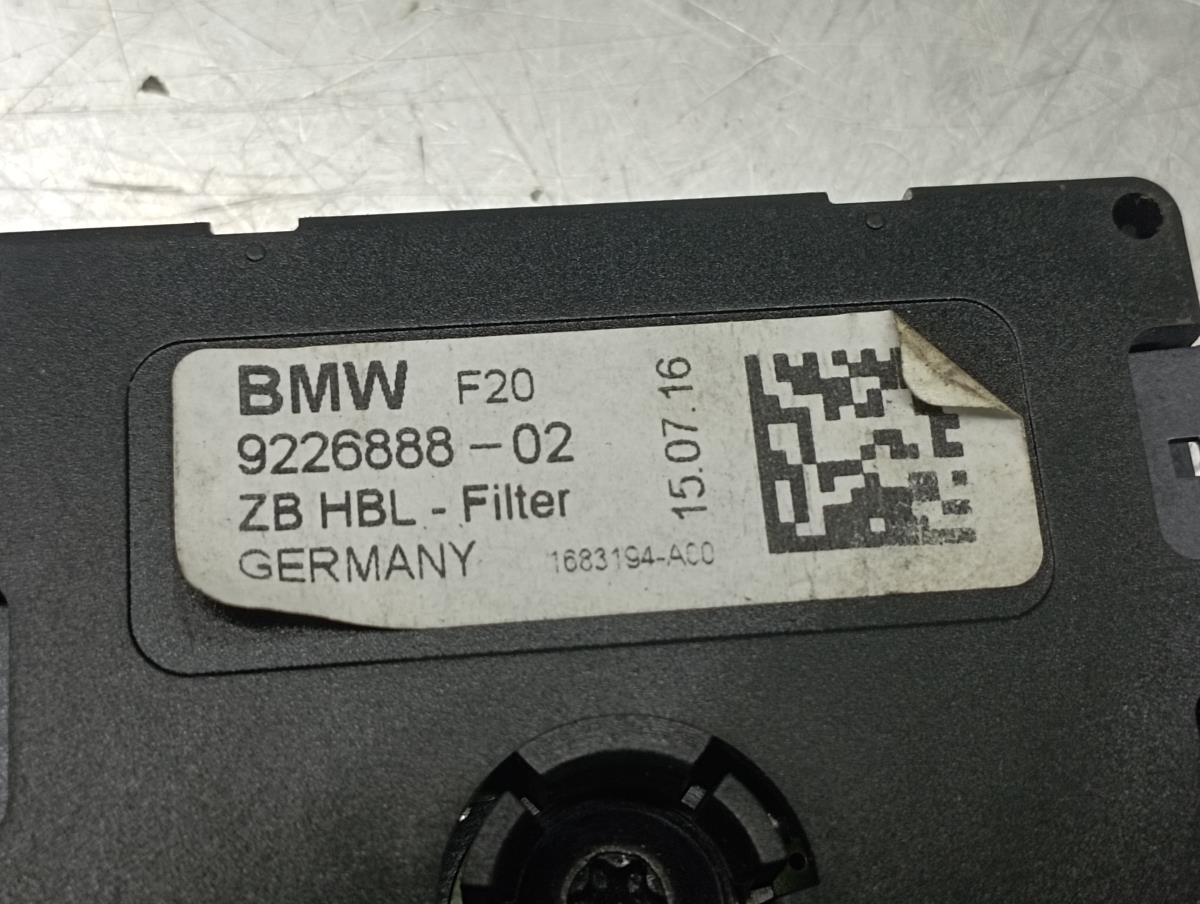 BMW F20
9226888-02
ZB HBL - Filter
GERMANY 1683194-A00
15.07.16